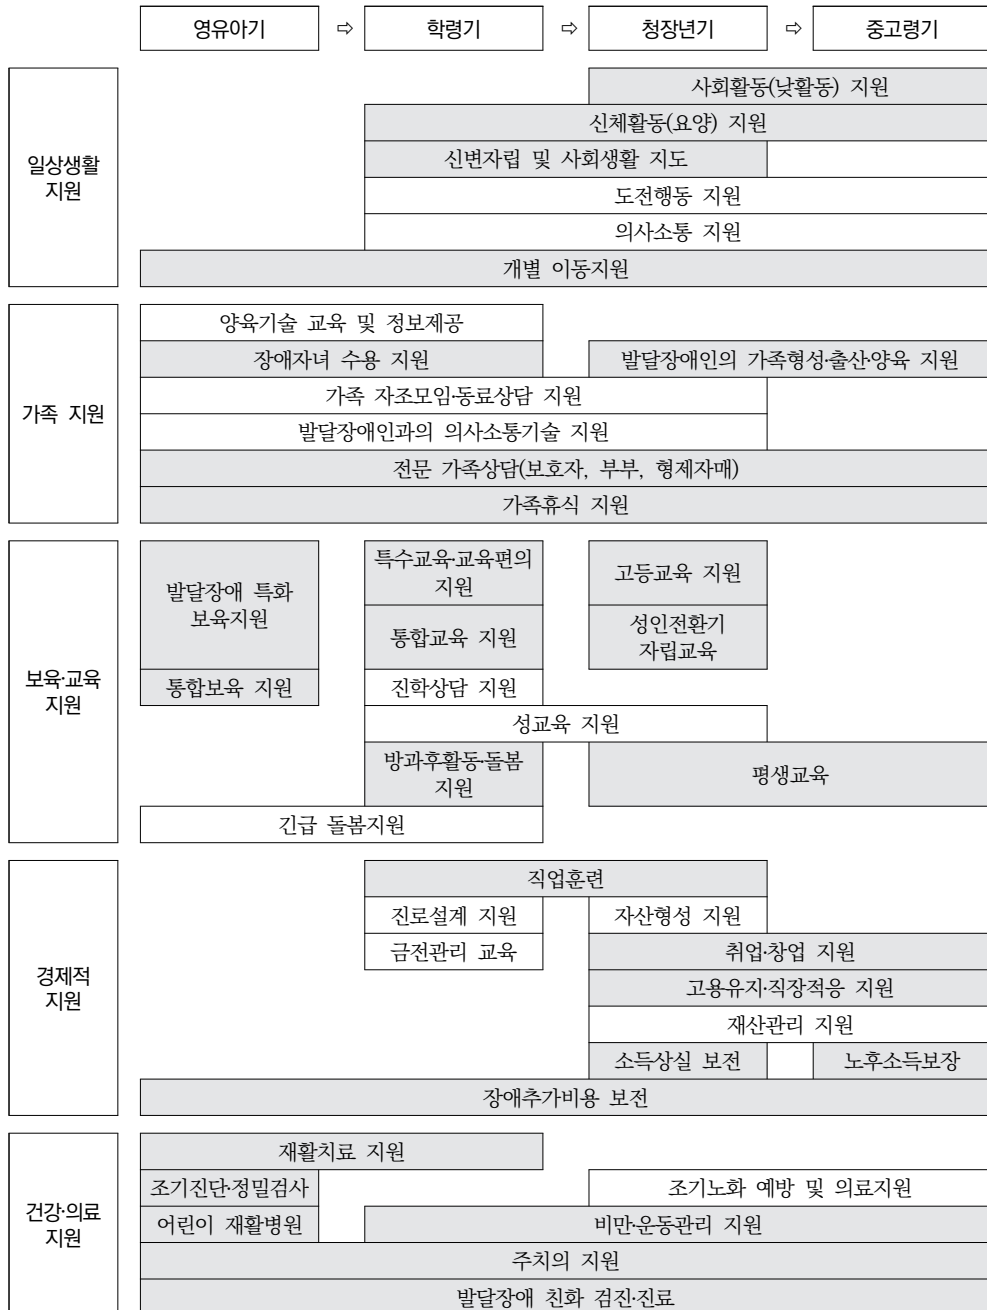 영유아기 ⇨ 학령기 ⇨ 청장년기 ⇨ 중고령기
일상생활
지원
사회활동(낮활동) 지원
신체활동(요양) 지원
신변자립 및 사회생활 지도
도전행동 지원
의사소통 지원
개별 이동지원
가족 지원
양육기술 교육 및 정보제공
장애자녀 수용 지원
발달장애인의 가족형성·출산·양육 지원
가족 자조모임·동료상담 지원
발달장애인과의 의사소통기술 지원
전문 가족상담(보호자, 부부, 형제자매)
가족휴식 지원
보육·교육
지원
발달장애 특화
보육지원
특수교육·교육편의
지원
고등교육 지원
통합교육 지원
성인전환기
자립교육
통합보육 지원
진학상담 지원
성교육 지원
방과후활동·돌봄
지원
평생교육
긴급 돌봄지원
경제적
지원
직업훈련
진로설계 지원
자산형성 지원
금전관리 교육
취업·창업 지원
고용유지·직장적응 지원
재산관리 지원
소득상실 보전
노후소득보장
장애추가비용 보전
건강·의료
지원
재활치료 지원
조기진단·정밀검사
조기노화 예방 및 의료지원
어린이 재활병원
비만·운동관리 지원
주치의 지원
발달장애 친화 검진·진료